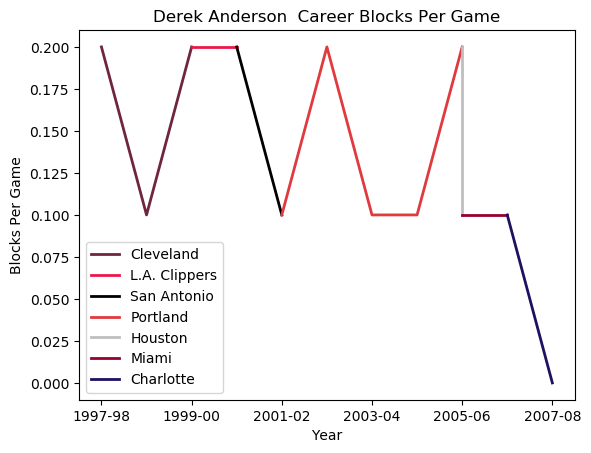 Derek Anderson  Career Blocks Per Game
0.200
0.175
0.150
0.125
0.100
0.075
0.050
0.025
0.000
Blocks Per Game
Cleveland
L.A. Clippers
San Antonio
Portland
Houston
Miami
Charlotte
1997-98 1999-00 2001-02 2003-04 2005-06 2007-08
Year